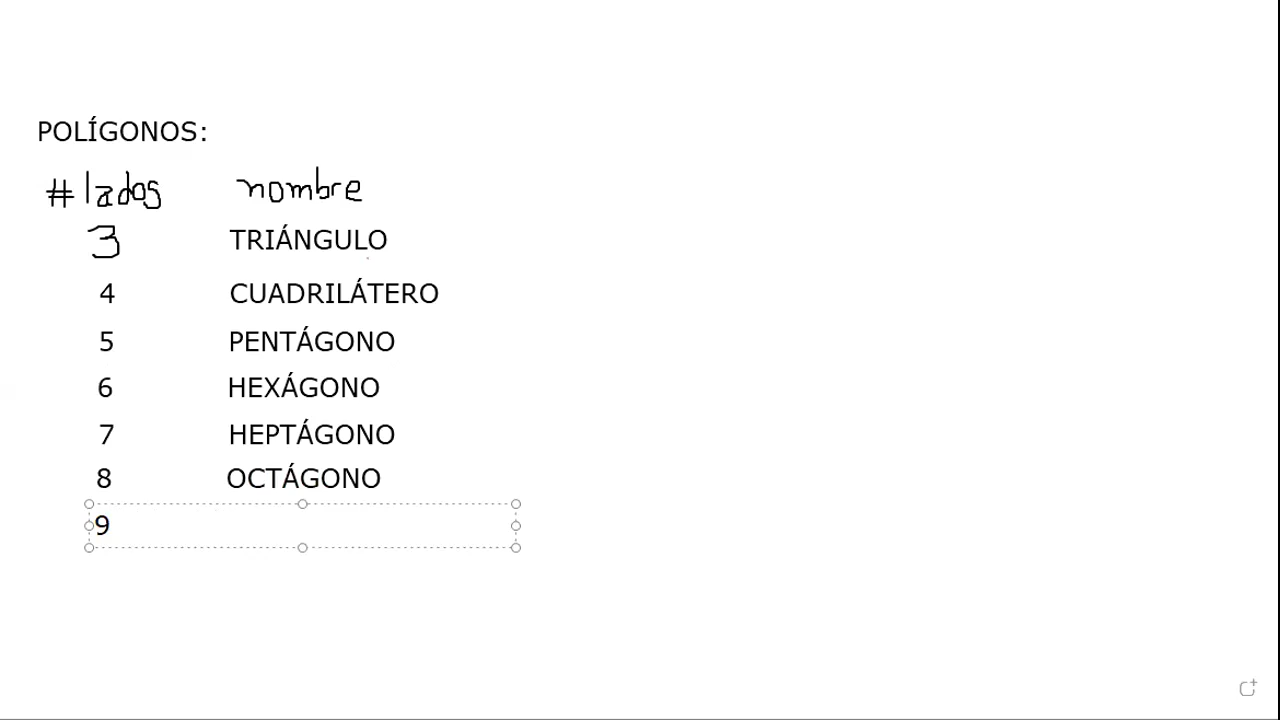 POLÍGONOS:
# lados nombre
3 TRIÁNGULO
4 CUADRILÁTERO
5 PENTÁGONO
6 HEXÁGONO
7 HEPTÁGONO
8 OCTÁGONO
9